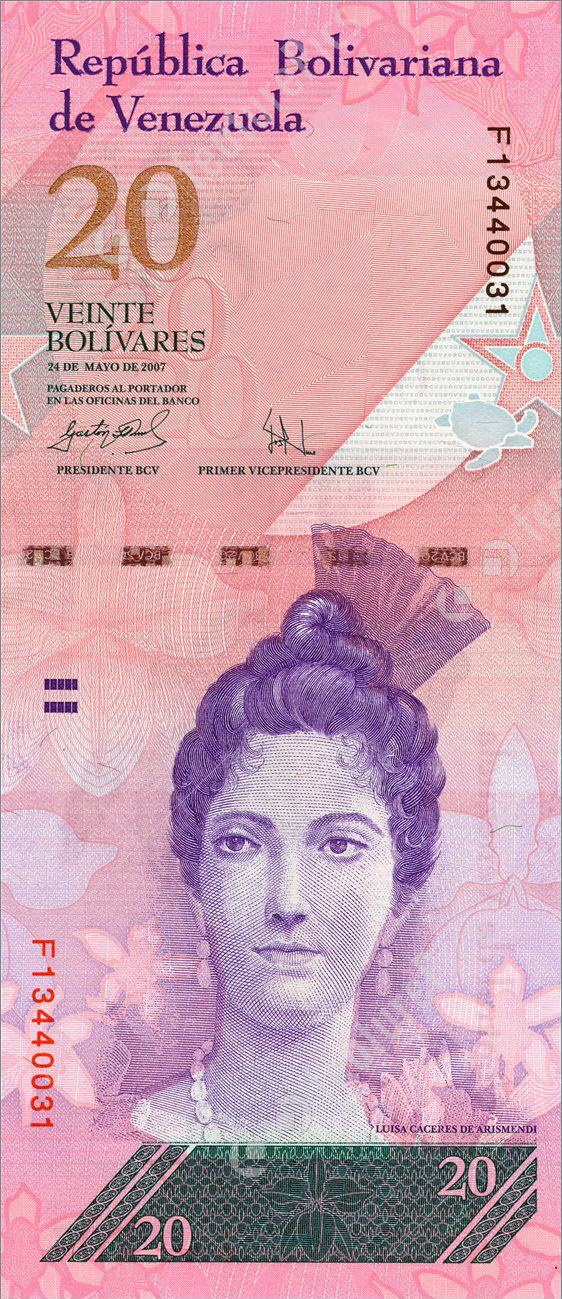 República Bolivariana
de Venezuela
F13440031
20
VEINTE
BOLÍVARES
24 DE MAYO DE 2007
PAGADEROS AL PORTADOR
EN LAS OFICINAS DEL BANCO
PRESIDENTE BCV
PRIMER VICEPRESIDENTE BCV
F13440031
LUISA CACERES DE ARISMENDI
20
20